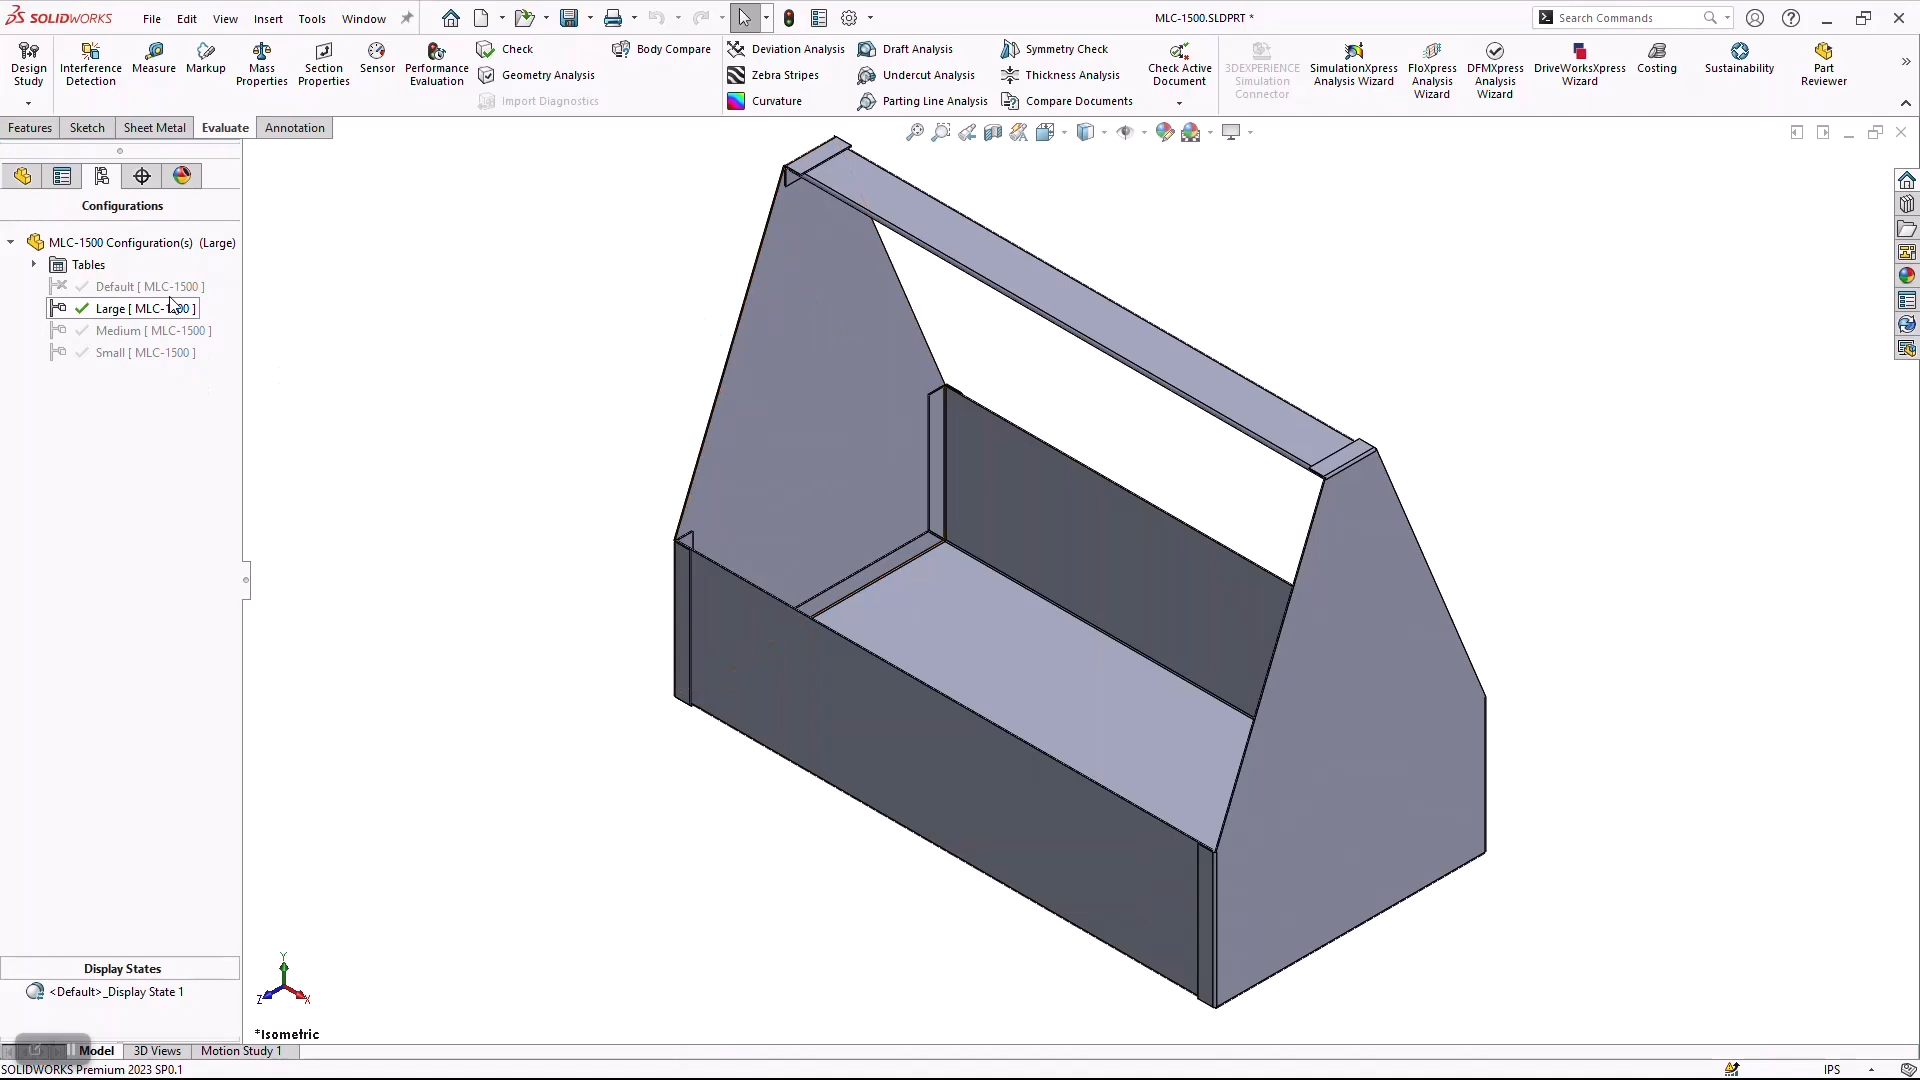 SOLIDWORKS
File
Edit
View
Insert
Tools
Window
MLC-1500.SLDPRT *
Search Commands
Design
Study
Interference
Detection
Measure
Markup
Mass
Properties
Section
Properties
Sensor
Performance
Evaluation
Check
Geometry Analysis
Import Diagnostics
Body Compare
Deviation Analysis
Zebra Stripes
Curvature
Draft Analysis
Undercut Analysis
Parting Line Analysis
Symmetry Check
Thickness Analysis
Compare Documents
Check Active
Document
3DEXPERIENCE
Simulation
Connector
SimulationXpress
Analysis Wizard
FloXpress
Analysis
Wizard
DFMXpress
Analysis
Wizard
DriveWorksXpress
Wizard
Costing
Sustainability
Part
Reviewer
Features
Sketch
Sheet Metal
Evaluate
Annotation
Configurations
MLC-1500 Configuration(s) (Large)
Tables
Default [ MLC-1500 ]
Large [ MLC-1500 ]
Medium [ MLC-1500 ]
Small [ MLC-1500 ]
Display States
<Default>_Display State 1
Y
Z
X
*Isometric
Model
3D Views
Motion Study 1
SOLIDWORKS Premium 2023 SP0.1
IPS